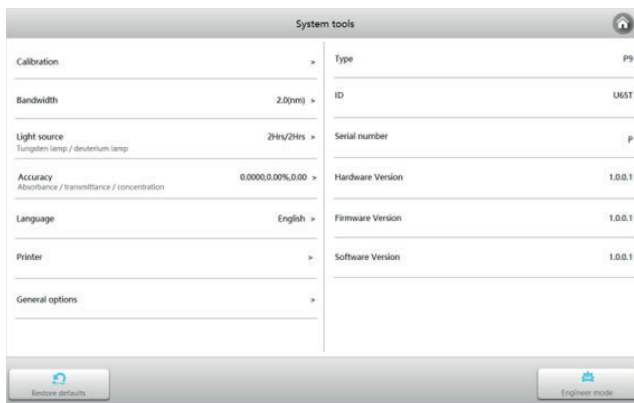 System tools
Calibration >
Bandwidth 2.0(nm) >
Light source 2Hrs/2Hrs >
Tungsten lamp / deuterium lamp
Accuracy 0.0000,0.00%,0.00 >
Absorbance / transmittance / concentration
Language English >
Printer >
General options >
Type P9
ID U65T
Serial number P
Hardware Version 1.0.0.1
Firmware Version 1.0.0.1
Software Version 1.0.0.1
Restore defaults
Engineer mode